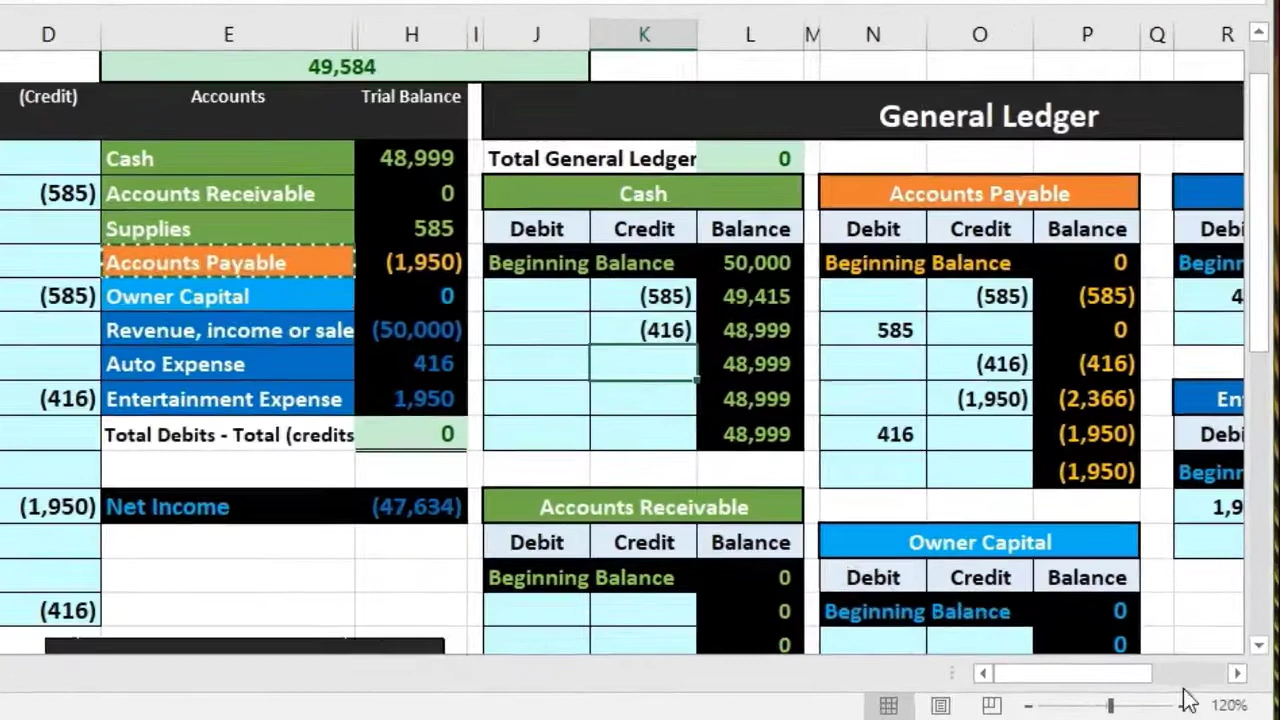 D E H I J K L M N O P Q R
49,584
(Credit) Accounts Trial Balance General Ledger
Cash 48,999 Total General Ledger 0
(585) Accounts Receivable 0 Cash Accounts Payable
Supplies 585 Debit Credit Balance Debit Credit Balance Debi
Accounts Payable (1,950) Beginning Balance 50,000 Beginning Balance 0 Beginn
(585) Owner Capital 0 (585) 49,415 (585) (585) 4
Revenue, income or sale (50,000) (416) 48,999 585 0
Auto Expense 416 48,999 (416) (416)
(416) Entertainment Expense 1,950 48,999 (1,950) (2,366) En
Total Debits - Total (credits 0 48,999 416 (1,950) Debi
(1,950) Beginn
(1,950) Net Income (47,634) Accounts Receivable 1,9
Debit Credit Balance Owner Capital
Beginning Balance 0 Debit Credit Balance
(416) 0 Beginning Balance 0
0 0
120%